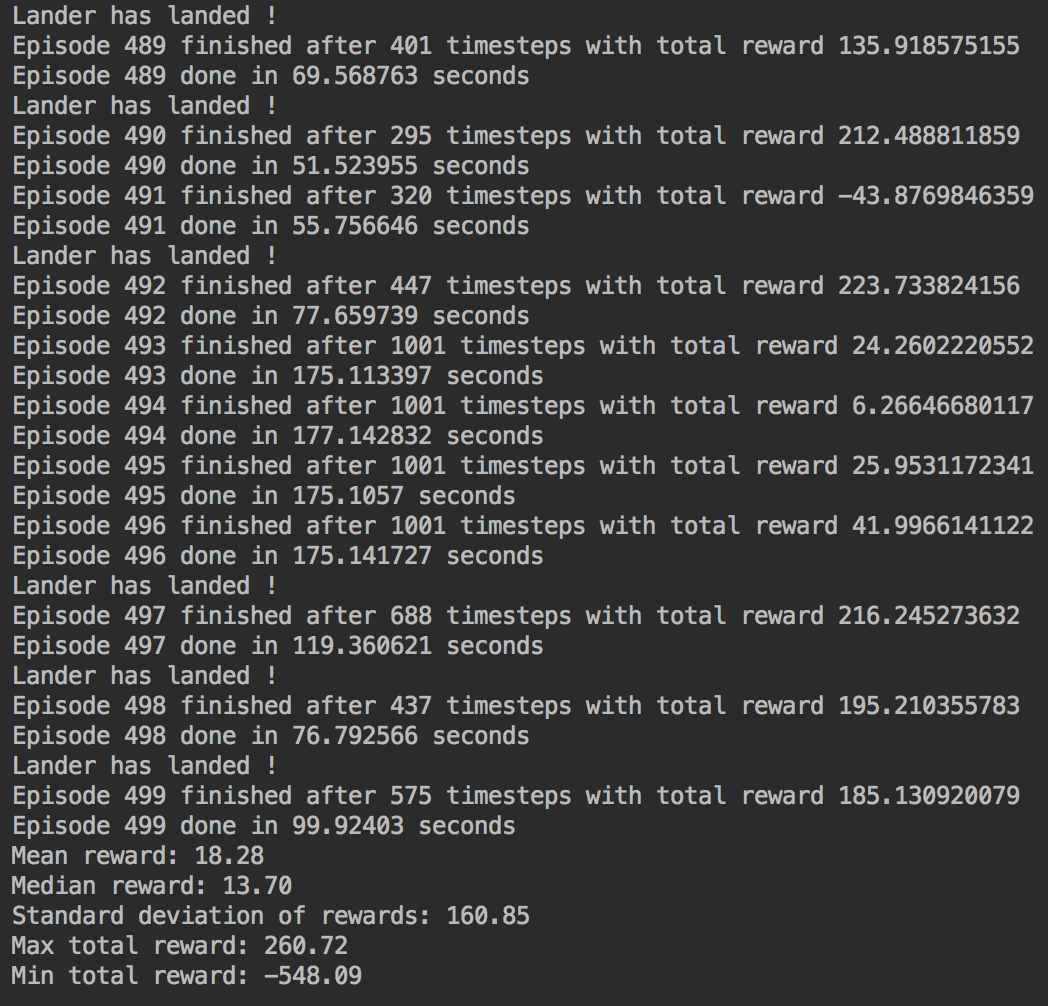 Lander has landed !
Episode 489 finished after 401 timesteps with total reward 135.918575155
Episode 489 done in 69.568763 seconds
Lander has landed !
Episode 490 finished after 295 timesteps with total reward 212.488811859
Episode 490 done in 51.523955 seconds
Episode 491 finished after 320 timesteps with total reward -43.8769846359
Episode 491 done in 55.756646 seconds
Lander has landed !
Episode 492 finished after 447 timesteps with total reward 223.733824156
Episode 492 done in 77.659739 seconds
Episode 493 finished after 1001 timesteps with total reward 24.2602220552
Episode 493 done in 175.113397 seconds
Episode 494 finished after 1001 timesteps with total reward 6.26646680117
Episode 494 done in 177.142832 seconds
Episode 495 finished after 1001 timesteps with total reward 25.9531172341
Episode 495 done in 175.1057 seconds
Episode 496 finished after 1001 timesteps with total reward 41.9966141122
Episode 496 done in 175.141727 seconds
Lander has landed !
Episode 497 finished after 688 timesteps with total reward 216.245273632
Episode 497 done in 119.360621 seconds
Lander has landed !
Episode 498 finished after 437 timesteps with total reward 195.210355783
Episode 498 done in 76.792566 seconds
Lander has landed !
Episode 499 finished after 575 timesteps with total reward 185.130920079
Episode 499 done in 99.92403 seconds
Mean reward: 18.28
Median reward: 13.70
Standard deviation of rewards: 160.85
Max total reward: 260.72
Min total reward: -548.09